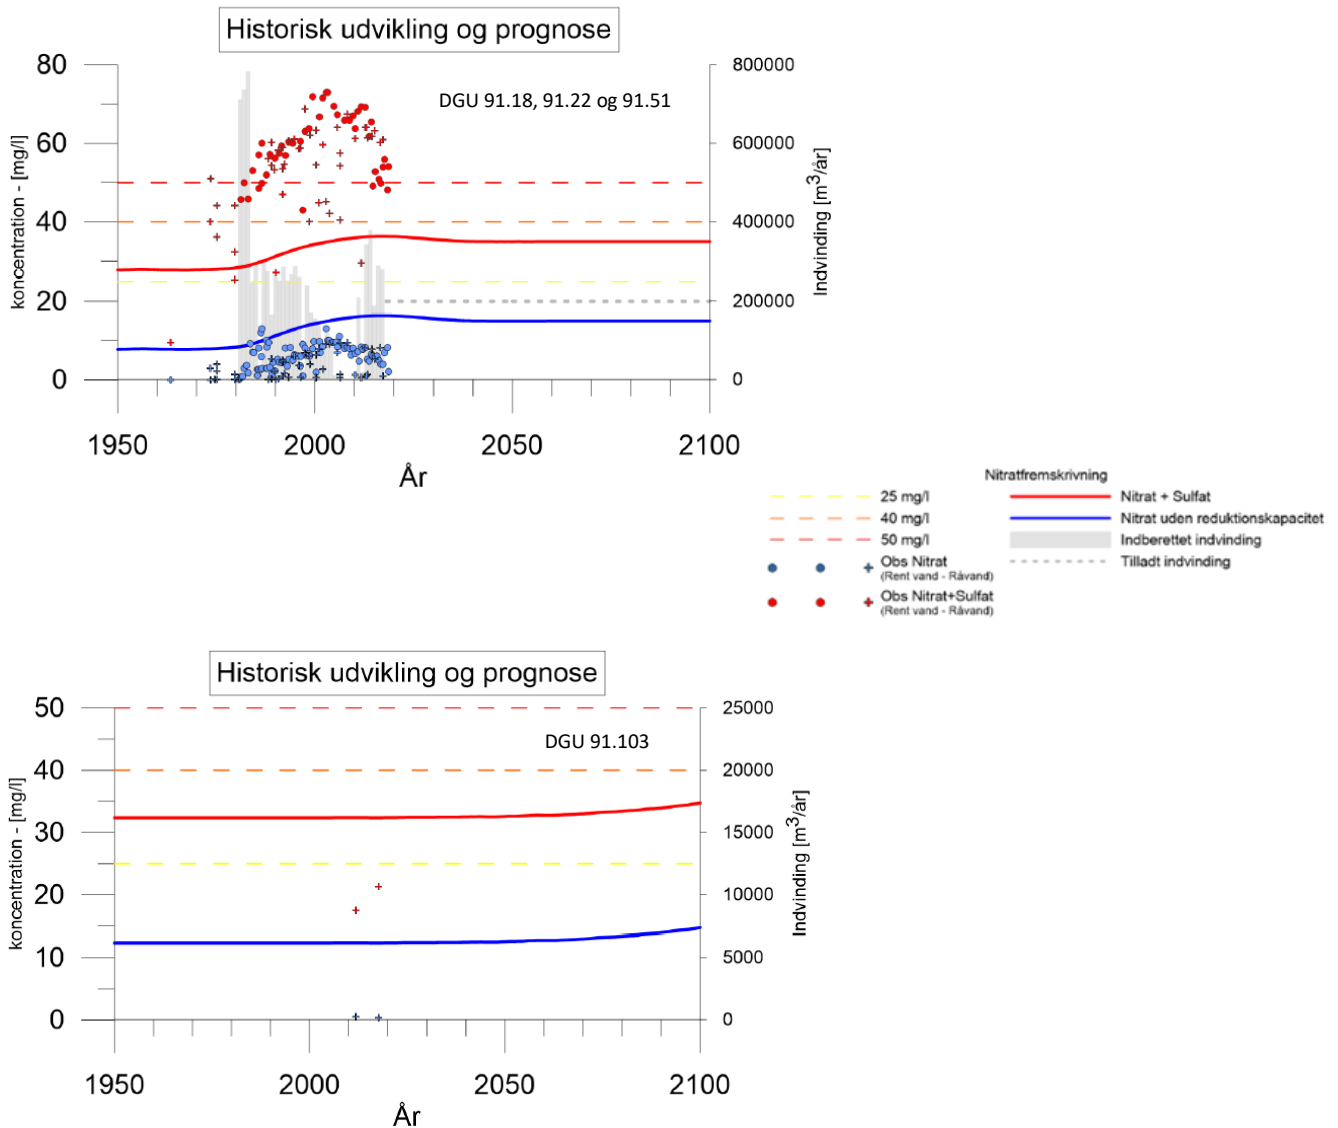 Historisk udvikling og prognose
DGU 91.18, 91.22 og 91.51
koncentration - [mg/l]
80
60
40
20
0
800000
600000
400000
200000
0
Indvinding [m³/år]
1950
2000
2050
2100
År
Nitratfremskrivning
25 mg/l
40 mg/l
50 mg/l
Obs Nitrat
(Rent vand - Råvand)
Obs Nitrat+Sulfat
(Rent vand - Råvand)
Nitrat + Sulfat
Nitrat uden reduktionskapacitet
Indberettet indvinding
Tilladt indvinding
Historisk udvikling og prognose
DGU 91.103
koncentration - [mg/l]
50
40
30
20
10
0
25000
20000
15000
10000
5000
0
Indvinding [m³/år]
1950
2000
2050
2100
År